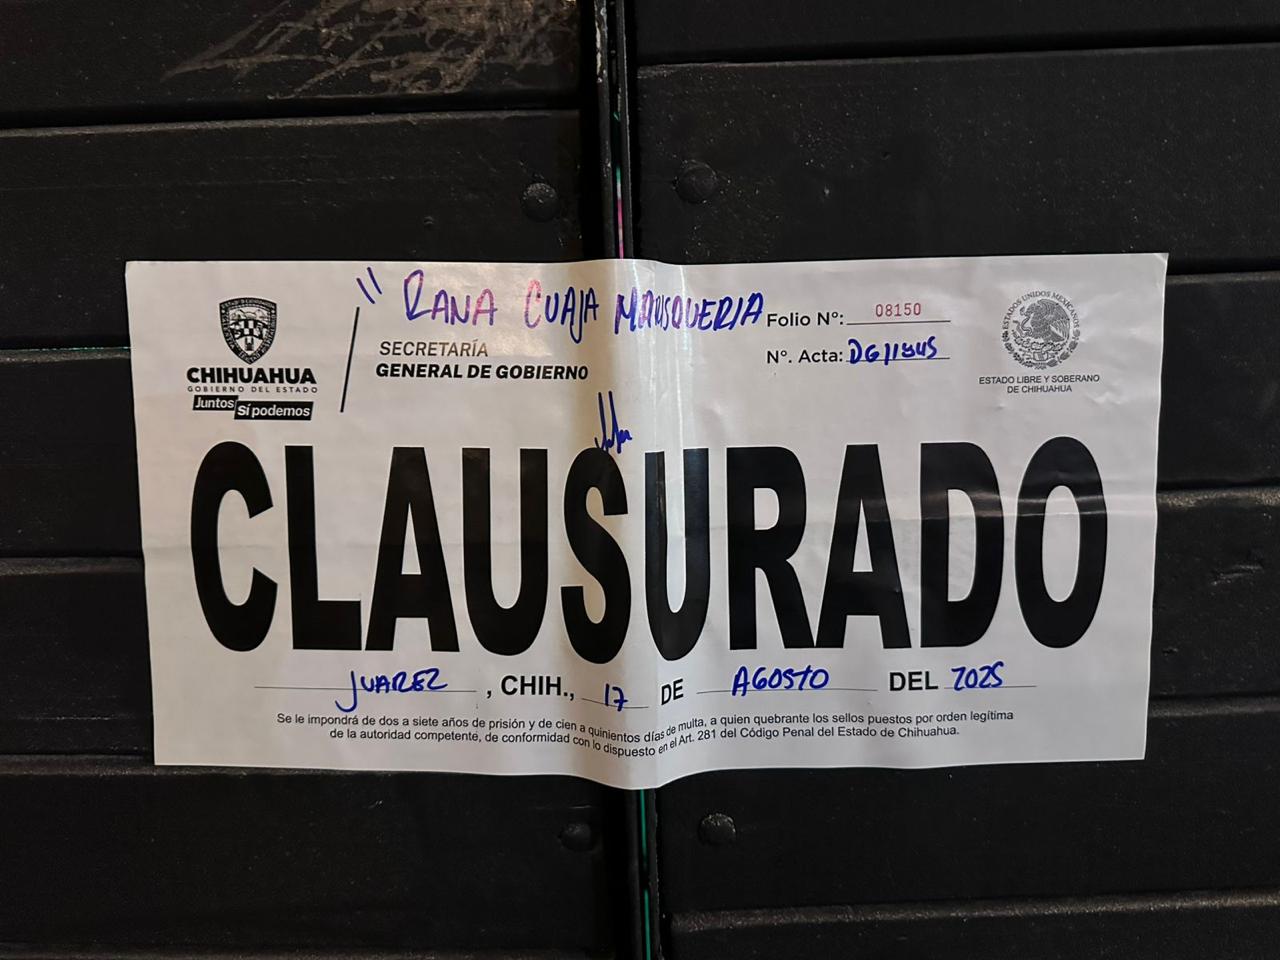 "RANA CUAJA MARISQUERIA
CHIHUAHUA
GOBIERNO DEL ESTADO
Juntos Sí podemos
SECRETARÍA
GENERAL DE GOBIERNO
Folio N°: 08150
N°. Acta:
ESTADOS UNIDOS MEXICANOS
ESTADO LIBRE Y SOBERANO
DE CHIHUAHUA
CLAUSURADO
JUAREZ, CHIH., 17 DE AGOSTO DEL 2025
Se le impondrá de dos a siete años de prisión y de cien a quinientos días de multa, a quien quebrante los sellos puestos por orden legítima
de la autoridad competente, de conformidad con lo dispuesto en el Art. 281 del Código Penal del Estado de Chihuahua.